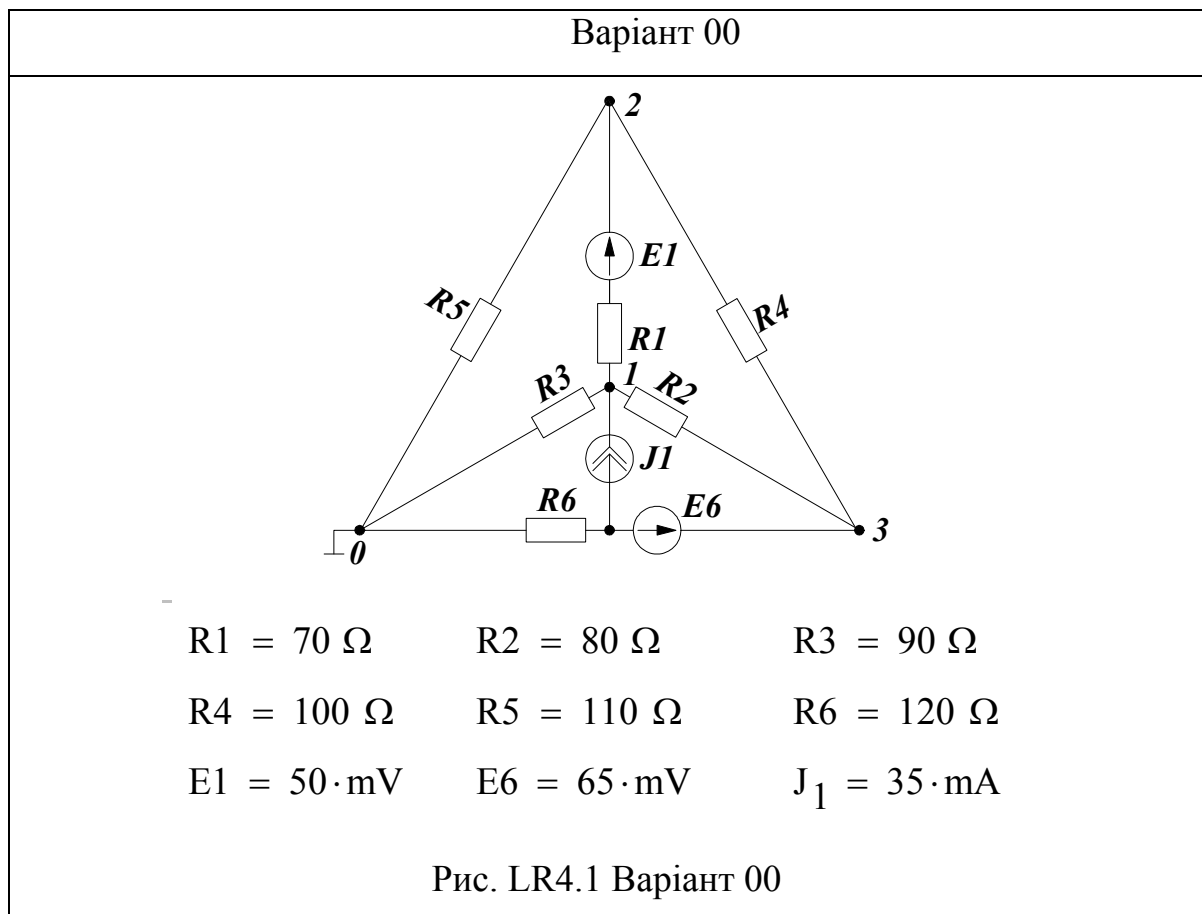 Варіант 00
2
E1
R5
R4
R1
1
R3
R2
J1
R6
E6
0
3
R1 = 70 Ω R2 = 80 Ω R3 = 90 Ω
R4 = 100 Ω R5 = 110 Ω R6 = 120 Ω
E1 = 50·mV E6 = 65·mV J₁ = 35·mA
Рис. LR4.1 Варіант 00